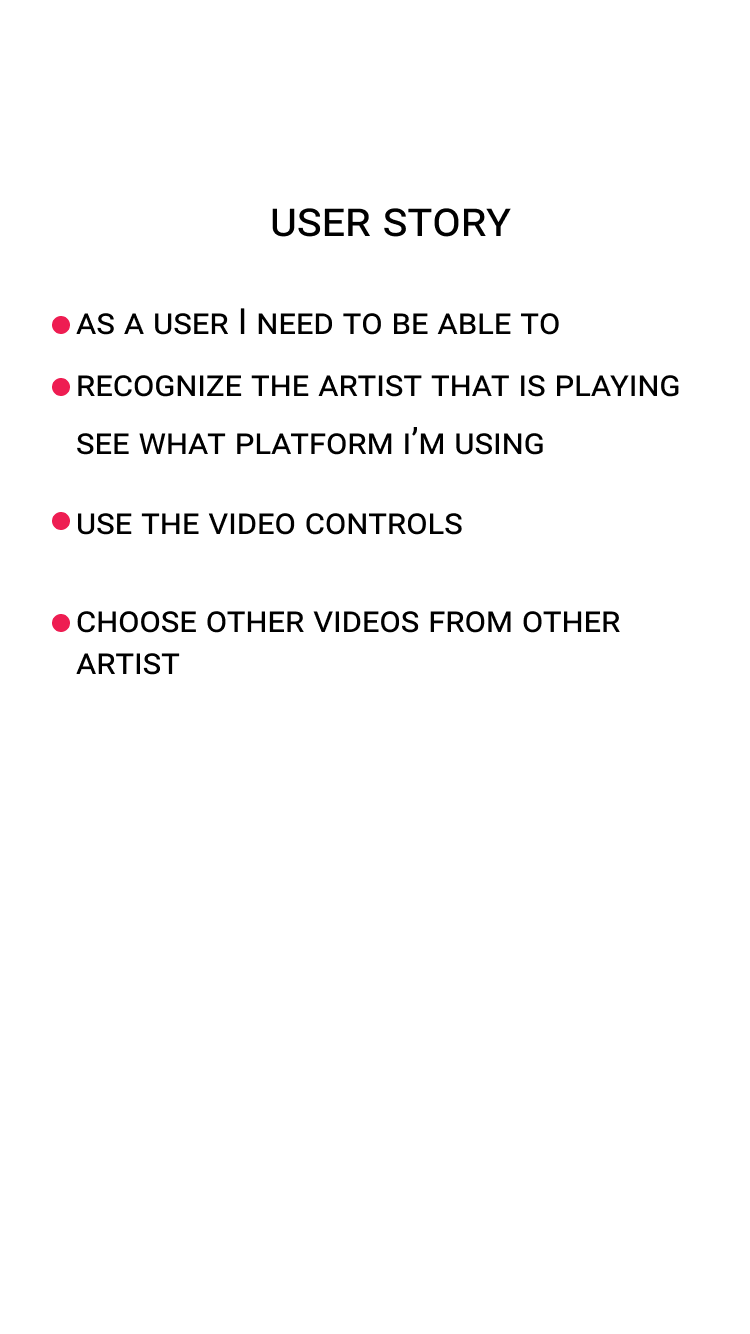 USER STORY
AS A USER I NEED TO BE ABLE TO
RECOGNIZE THE ARTIST THAT IS PLAYING
SEE WHAT PLATFORM I’M USING
USE THE VIDEO CONTROLS
CHOOSE OTHER VIDEOS FROM OTHER
ARTIST